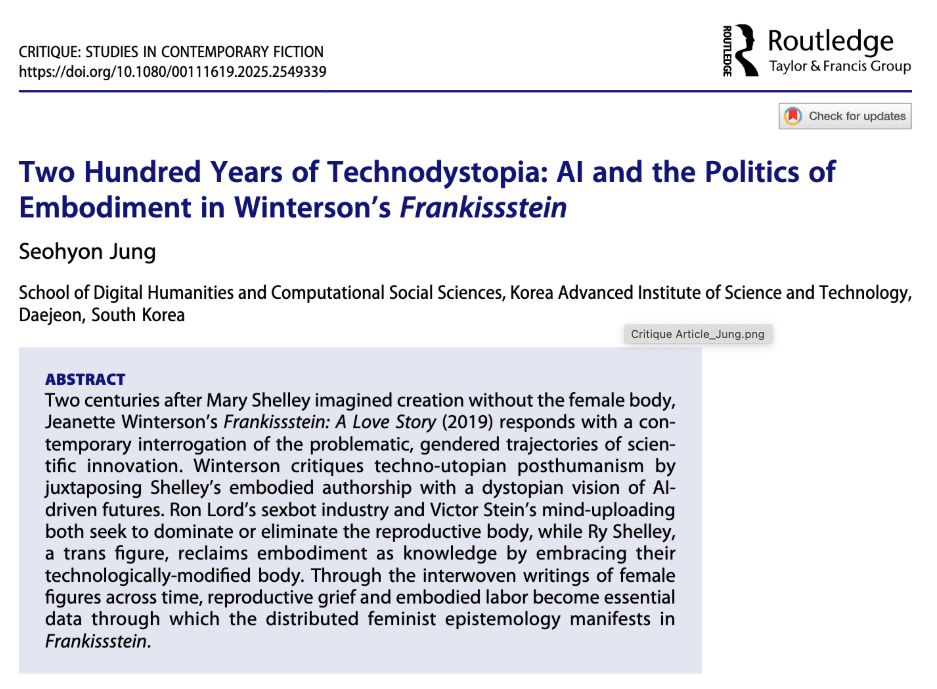 CRITIQUE: STUDIES IN CONTEMPORARY FICTION
https://doi.org/10.1080/00111619.2025.2549339
ROUTLEDGE
Routledge
Taylor & Francis Group
Check for updates
Two Hundred Years of Technodystopia: AI and the Politics of
Embodiment in Winterson's Frankissstein
Seohyon Jung
School of Digital Humanities and Computational Social Sciences, Korea Advanced Institute of Science and Technology,
Daejeon, South Korea
Critique Article_Jung.png
ABSTRACT
Two centuries after Mary Shelley imagined creation without the female body,
Jeanette Winterson's Frankissstein: A Love Story (2019) responds with a con-
temporary interrogation of the problematic, gendered trajectories of scien-
tific innovation. Winterson critiques techno-utopian posthumanism by
juxtaposing Shelley's embodied authorship with a dystopian vision of AI-
driven futures. Ron Lord's sexbot industry and Victor Stein's mind-uploading
both seek to dominate or eliminate the reproductive body, while Ry Shelley,
a trans figure, reclaims embodiment as knowledge by embracing their
technologically-modified body. Through the interwoven writings of female
figures across time, reproductive grief and embodied labor become essential
data through which the distributed feminist epistemology manifests in
Frankissstein.